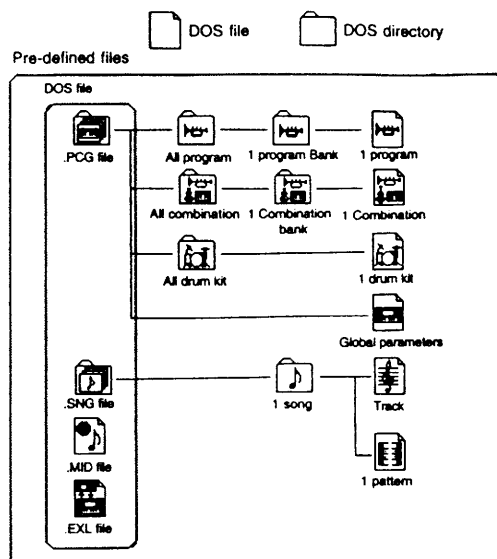 DOS file
DOS directory
Pre-defined files
DOS file
.PCG file
All program
1 program Bank
1 program
All combination
1 Combination bank
1 Combination
All drum kit
1 drum kit
Global parameters
.SNG file
1 song
Track
.MID file
1 pattern
.EXL file